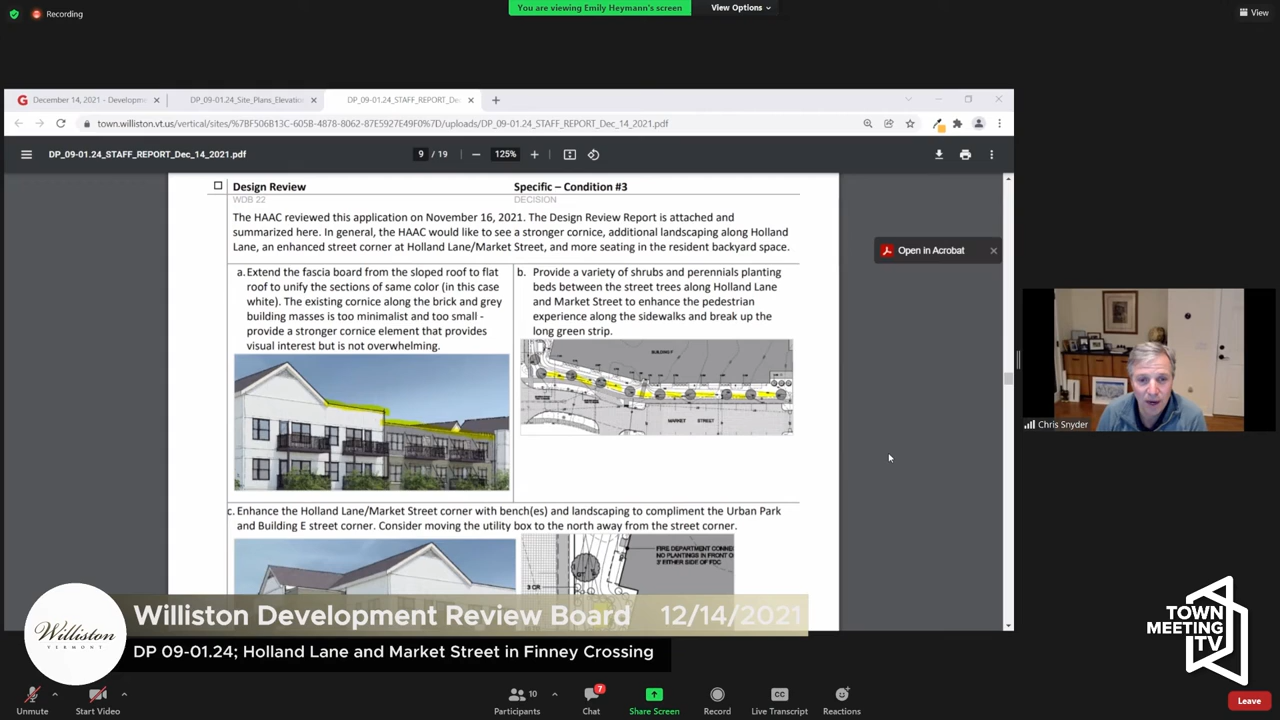 Recording
You are viewing Emily Heymann's screen
View Options
View
December 14, 2021 - Developm
DP_09-01.24_Site_Plans_Elevatio
DP_09-01.24_STAFF_REPORT_De
town.williston.vt.us/vertical/sites/%7BF506B13C-605B-4878-8062-87E5927E49F0%7D/uploads/DP_09-01.24_STAFF_REPORT_Dec_14_2021.pdf
DP_09-01.24_STAFF_REPORT_Dec_14_2021.pdf
9 / 19
125%
Open in Acrobat
Design Review
Specific – Condition #3
WDB 22
DECISION
The HAAC reviewed this application on November 16, 2021. The Design Review Report is attached and
summarized here. In general, the HAAC would like to see a stronger cornice, additional landscaping along Holland
Lane, an enhanced street corner at Holland Lane/Market Street, and more seating in the resident backyard space.
a. Extend the fascia board from the sloped roof to flat
roof to unify the sections of same color (in this case
white). The existing cornice along the brick and grey
building masses is too minimalist and too small -
provide a stronger cornice element that provides
visual interest but is not overwhelming.
b. Provide a variety of shrubs and perennials planting
beds between the street trees along Holland Lane
and Market Street to enhance the pedestrian
experience along the sidewalks and break up the
long green strip.
BUILDING F
MARKET STREET
c. Enhance the Holland Lane/Market Street corner with bench(es) and landscaping to compliment the Urban Park
and Building E street corner. Consider moving the utility box to the north away from the street corner.
FIRE DEPARTMENT CONNE
NO PLANTINGS IN FRONT O
3' EITHER SIDE OF FDC
3 CR
Chris Snyder
Williston
VERMONT
Williston Development Review Board 12/14/2021
DP 09-01.24; Holland Lane and Market Street in Finney Crossing
TOWN
MEETING
TV
Unmute
Start Video
10
Participants
7
Chat
Share Screen
Record
CC
Live Transcript
Reactions
Leave